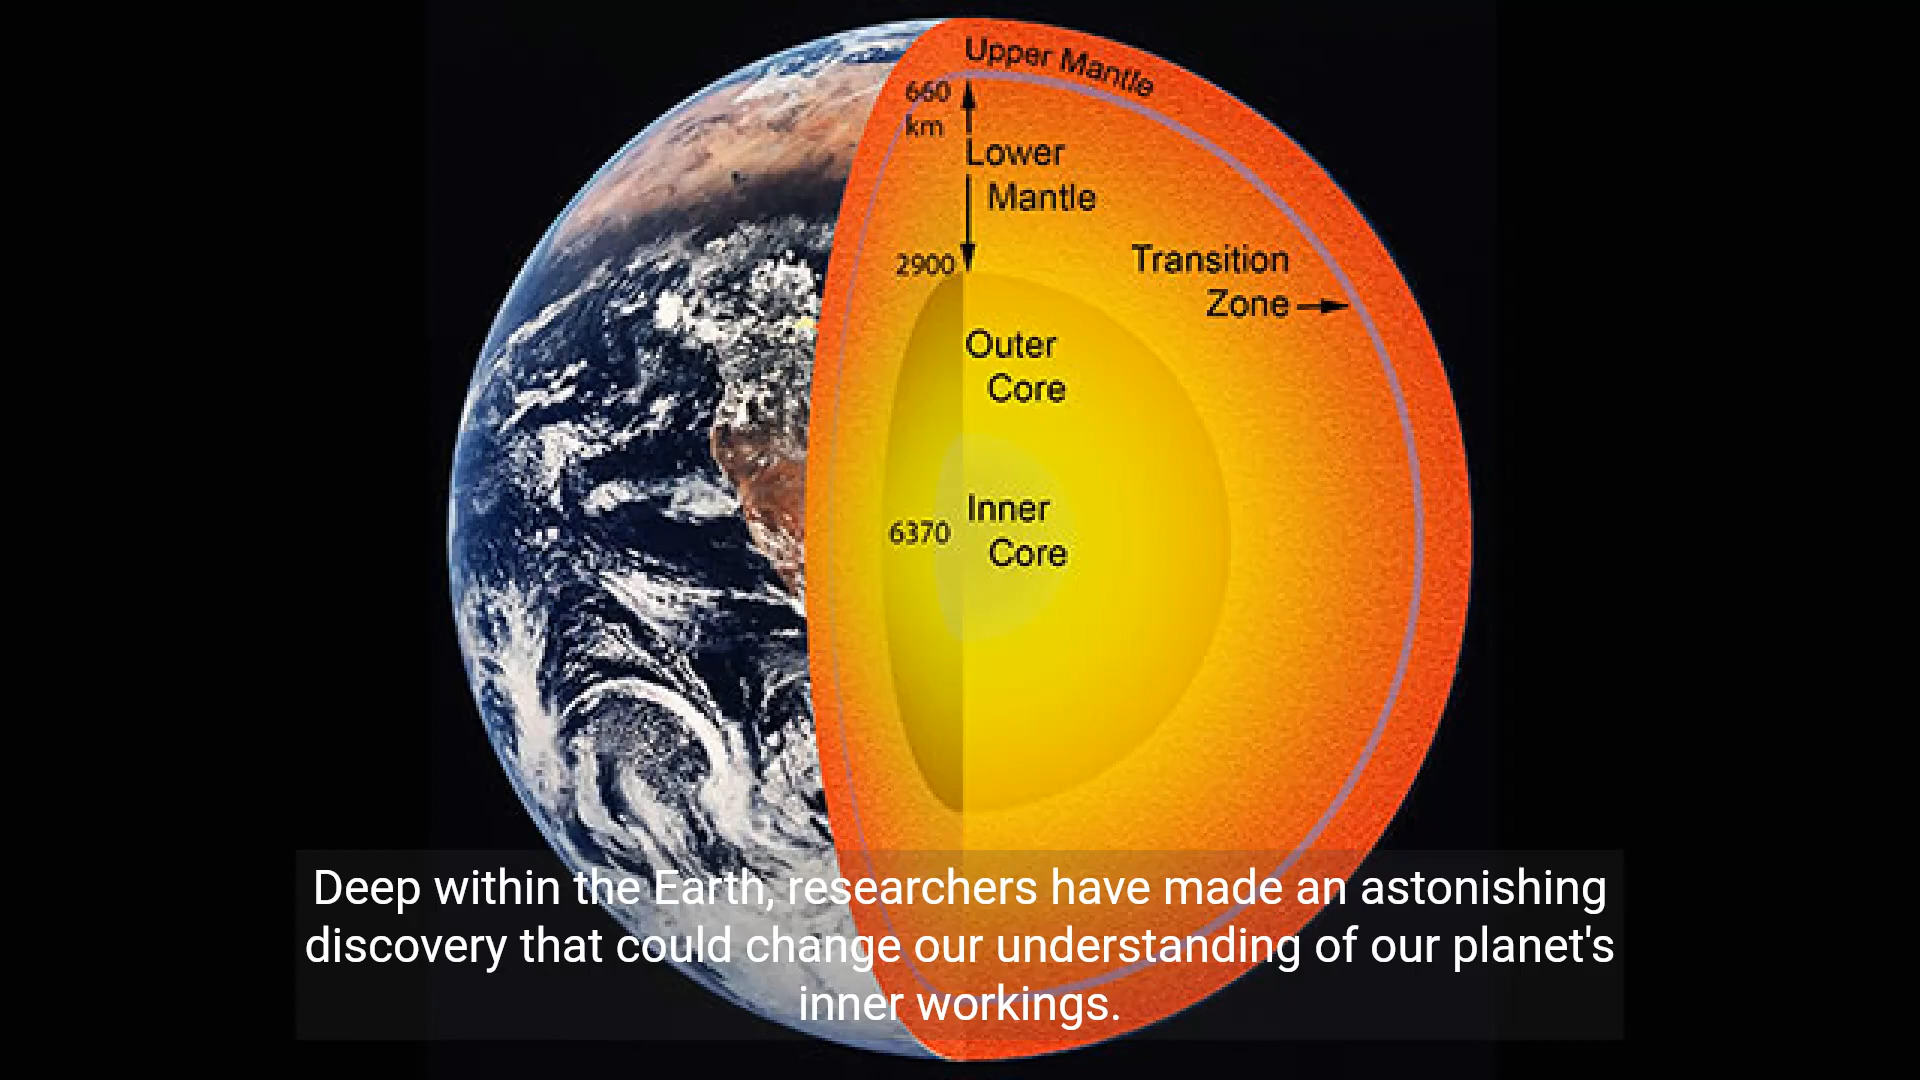 Upper Mantle
660
km
Lower
Mantle
2900
Transition
Zone
Outer
Core
Inner
6370
Core
Deep within the Earth, researchers have made an astonishing
discovery that could change our understanding of our planet's
inner workings.